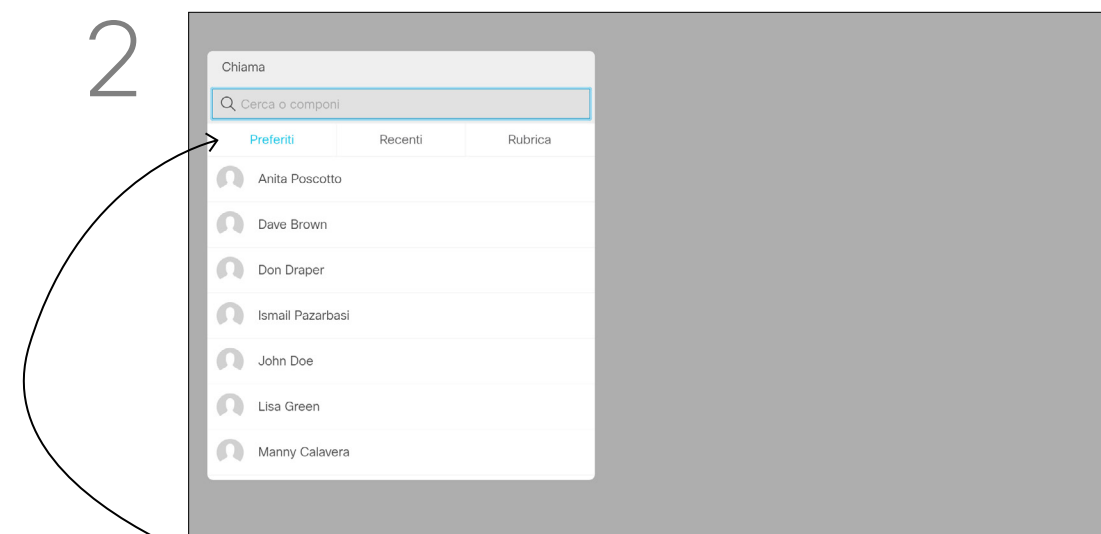 2
Chiama
Cerca o componi
Preferiti Recenti Rubrica
Anita Poscotto
Dave Brown
Don Draper
Ismail Pazarbasi
John Doe
Lisa Green
Manny Calavera